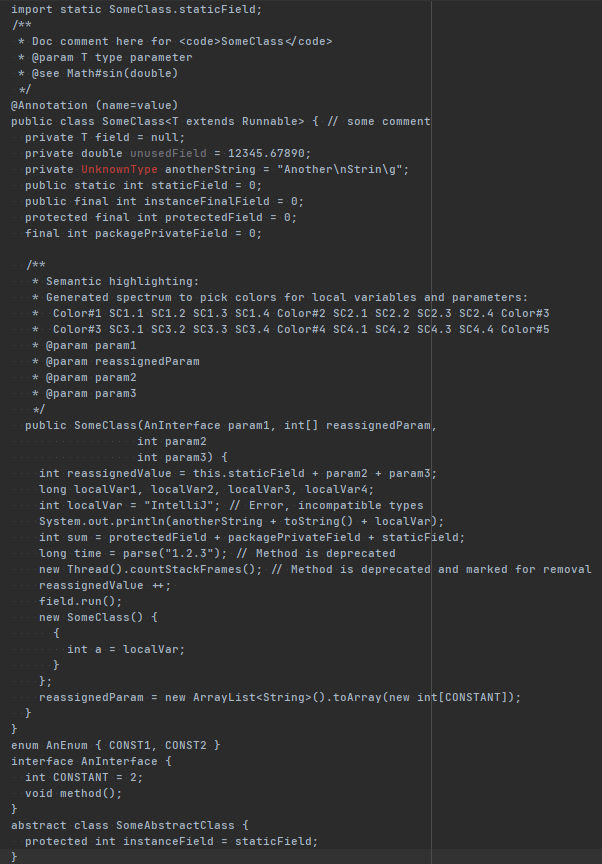 import static SomeClass.staticField;
/**
 * Doc comment here for <code>SomeClass</code>
 * @param T type parameter
 * @see Math#sin(double)
 */
@Annotation (name=value)
public class SomeClass<T extends Runnable> { // some comment
  private T field = null;
  private double unusedField = 12345.67890;
  private UnknownType anotherString = "Another\nStrin\g";
  public static int staticField = 0;
  public final int instanceFinalField = 0;
  protected final int protectedField = 0;
  final int packagePrivateField = 0;

  /**
   * Semantic highlighting:
   * Generated spectrum to pick colors for local variables and parameters:
   *  Color#1 SC1.1 SC1.2 SC1.3 SC1.4 Color#2 SC2.1 SC2.2 SC2.3 SC2.4 Color#3
   *  Color#3 SC3.1 SC3.2 SC3.3 SC3.4 Color#4 SC4.1 SC4.2 SC4.3 SC4.4 Color#5
   * @param param1
   * @param reassignedParam
   * @param param2
   * @param param3
   */
  public SomeClass(AnInterface param1, int[] reassignedParam,
                  int param2
                  int param3) {
    int reassignedValue = this.staticField + param2 + param3;
    long localVar1, localVar2, localVar3, localVar4;
    int localVar = "IntelliJ"; // Error, incompatible types
    System.out.println(anotherString + toString() + localVar);
    int sum = protectedField + packagePrivateField + staticField;
    long time = parse("1.2.3"); // Method is deprecated
    new Thread().countStackFrames(); // Method is deprecated and marked for removal
    reassignedValue ++;
    field.run();
    new SomeClass() {
      {
        int a = localVar;
      }
    };
    reassignedParam = new ArrayList<String>().toArray(new int[CONSTANT]);
  }
}
enum AnEnum { CONST1, CONST2 }
interface AnInterface {
  int CONSTANT = 2;
  void method();
}
abstract class SomeAbstractClass {
  protected int instanceField = staticField;
}